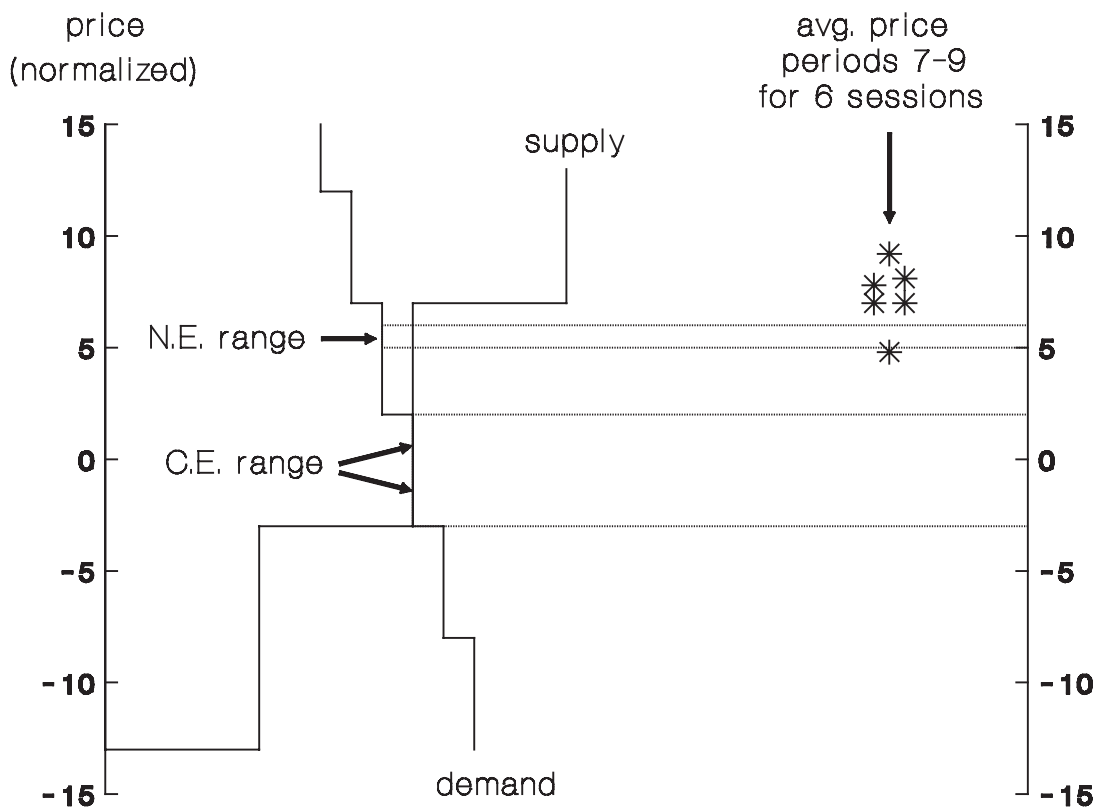 price
(normalized)
avg. price
periods 7-9
for 6 sessions
supply
15
10
5
0
-5
-10
-15
N.E. range
C.E. range
demand
15
10
5
0
-5
-10
-15